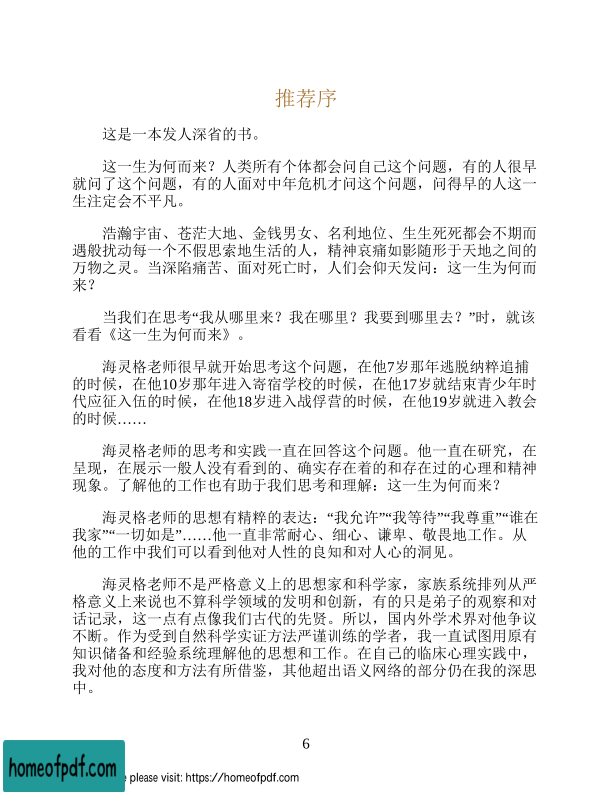 推荐序
这是一本发人深省的书。
这一生为何而来？人类所有个体都会问自己这个问题，有的人很早
就问了这个问题，有的人面对中年危机才问这个问题，问得早的人这一
生注定会不平凡。
浩瀚宇宙、苍茫大地、金钱男女、名利地位、生生死死都会不期而
遇般扰动每一个不假思索地生活的人，精神哀痛如影随形于天地之间的
万物之灵。当深陷痛苦、面对死亡时，人们会仰天发问：这一生为何而
来？
当我们在思考“我从哪里来？我在哪里？我要到哪里去？”时，就该
看看《这一生为何而来》。
海灵格老师很早就开始思考这个问题，在他7岁那年逃脱纳粹追捕
的时候，在他10岁那年进入寄宿学校的时候，在他17岁就结束青少年时
代应征入伍的时候，在他18岁进入战俘营的时候，在他19岁就进入教会
的时候……
海灵格老师的思考和实践一直在回答这个问题。他一直在研究，在
呈现，在展示一般人没有看到的、确实存在着的和存在过的心理和精神
现象。了解他的工作也有助于我们思考和理解：这一生为何而来？
海灵格老师的思想有精粹的表达：“我允许”“我等待”“我尊重”“谁在
我家”“一切如是”……他一直非常耐心、细心、谦卑、敬畏地工作。从
他的工作中我们可以看到他对人性的良知和对人心的洞见。
海灵格老师不是严格意义上的思想家和科学家，家族系统排列从严
格意义上来说也不算科学领域的发明和创新，有的只是弟子的观察和对
话记录，这一点有点像我们古代的先贤。所以，国内外学术界对他争议
不断。作为受到自然科学实证方法严谨训练的学者，我一直试图用原有
知识储备和经验系统理解他的思想和工作。在自己的临床心理实践中，
我对他的态度和方法有所借鉴，其他超出语义网络的部分仍在我的深思
中。
6
homeofpdf.com
e please visit: https://homeofpdf.com